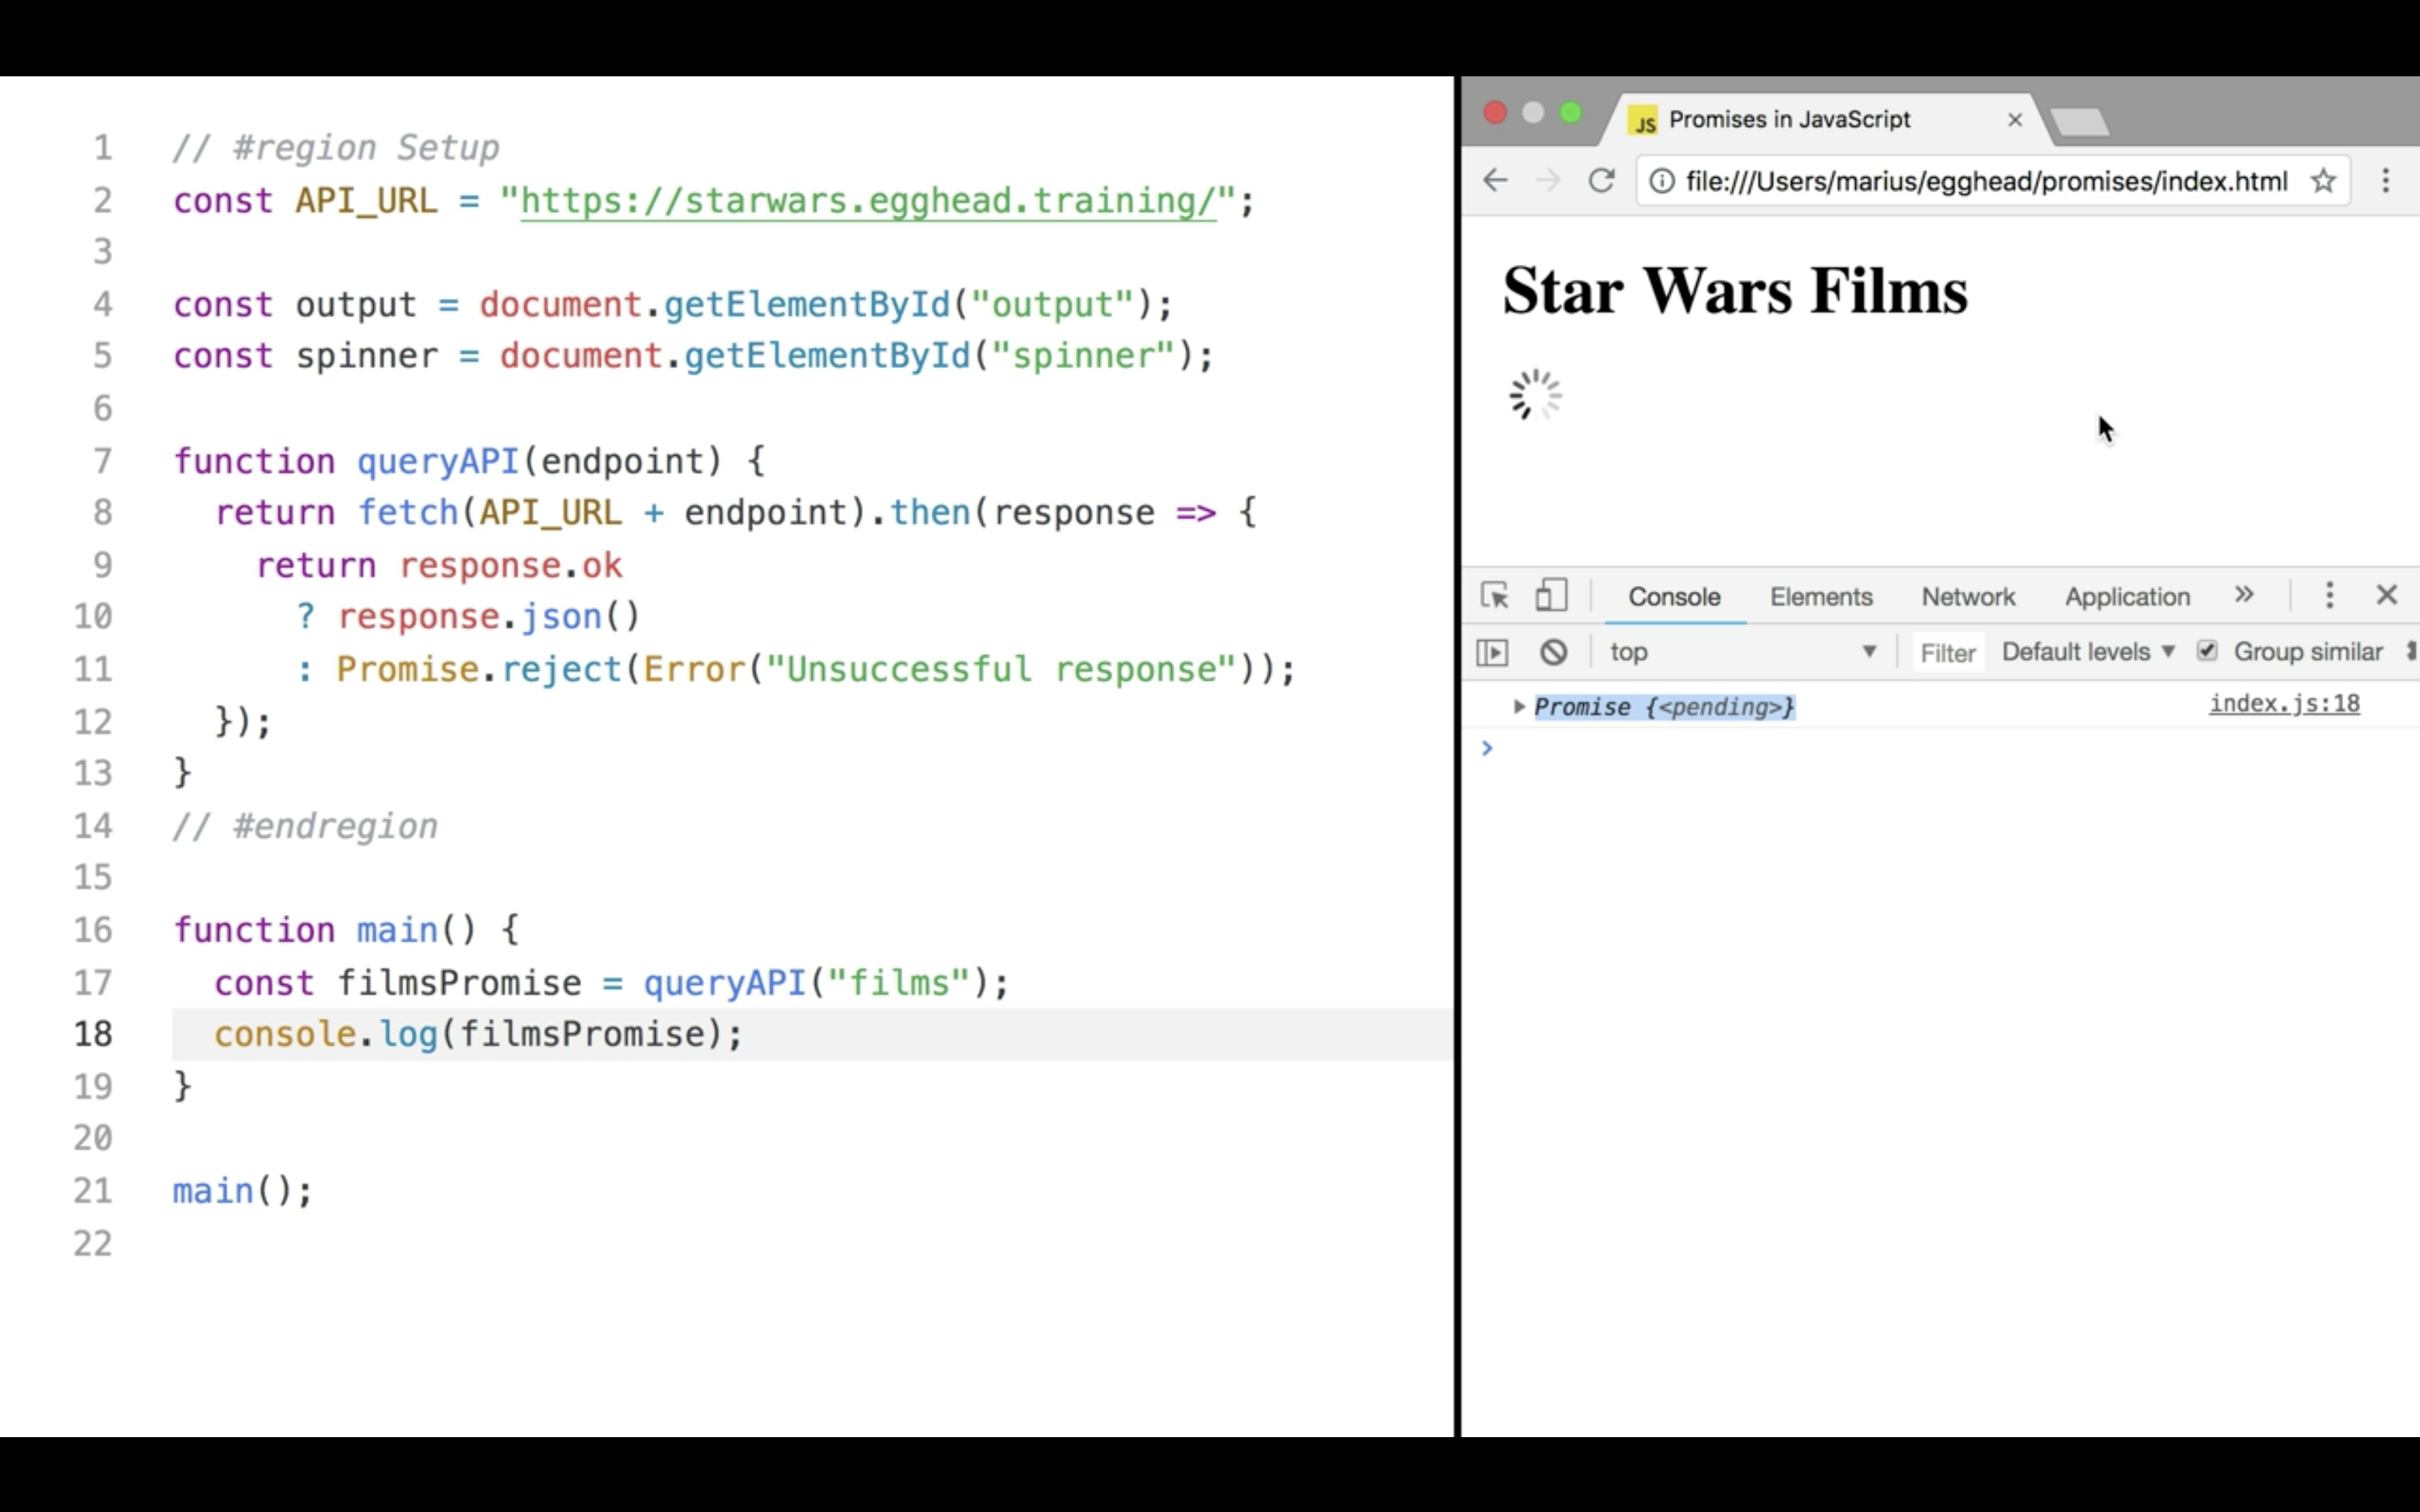 1 // #region Setup
2 const API_URL = "https://starwars.egghead.training/";
3
4 const output = document.getElementById("output");
5 const spinner = document.getElementById("spinner");
6
7 function queryAPI(endpoint) {
8 return fetch(API_URL + endpoint).then(response => {
9 return response.ok
10 ? response.json()
11 : Promise.reject(Error("Unsuccessful response"));
12 });
13 }
14 // #endregion
15
16 function main() {
17 const filmsPromise = queryAPI("films");
18 console.log(filmsPromise);
19 }
20
21 main();
22
JS Promises in JavaScript
file:///Users/marius/egghead/promises/index.html
Star Wars Films
Console Elements Network Application
top Filter Default levels Group similar
Promise {<pending>} index.js:18